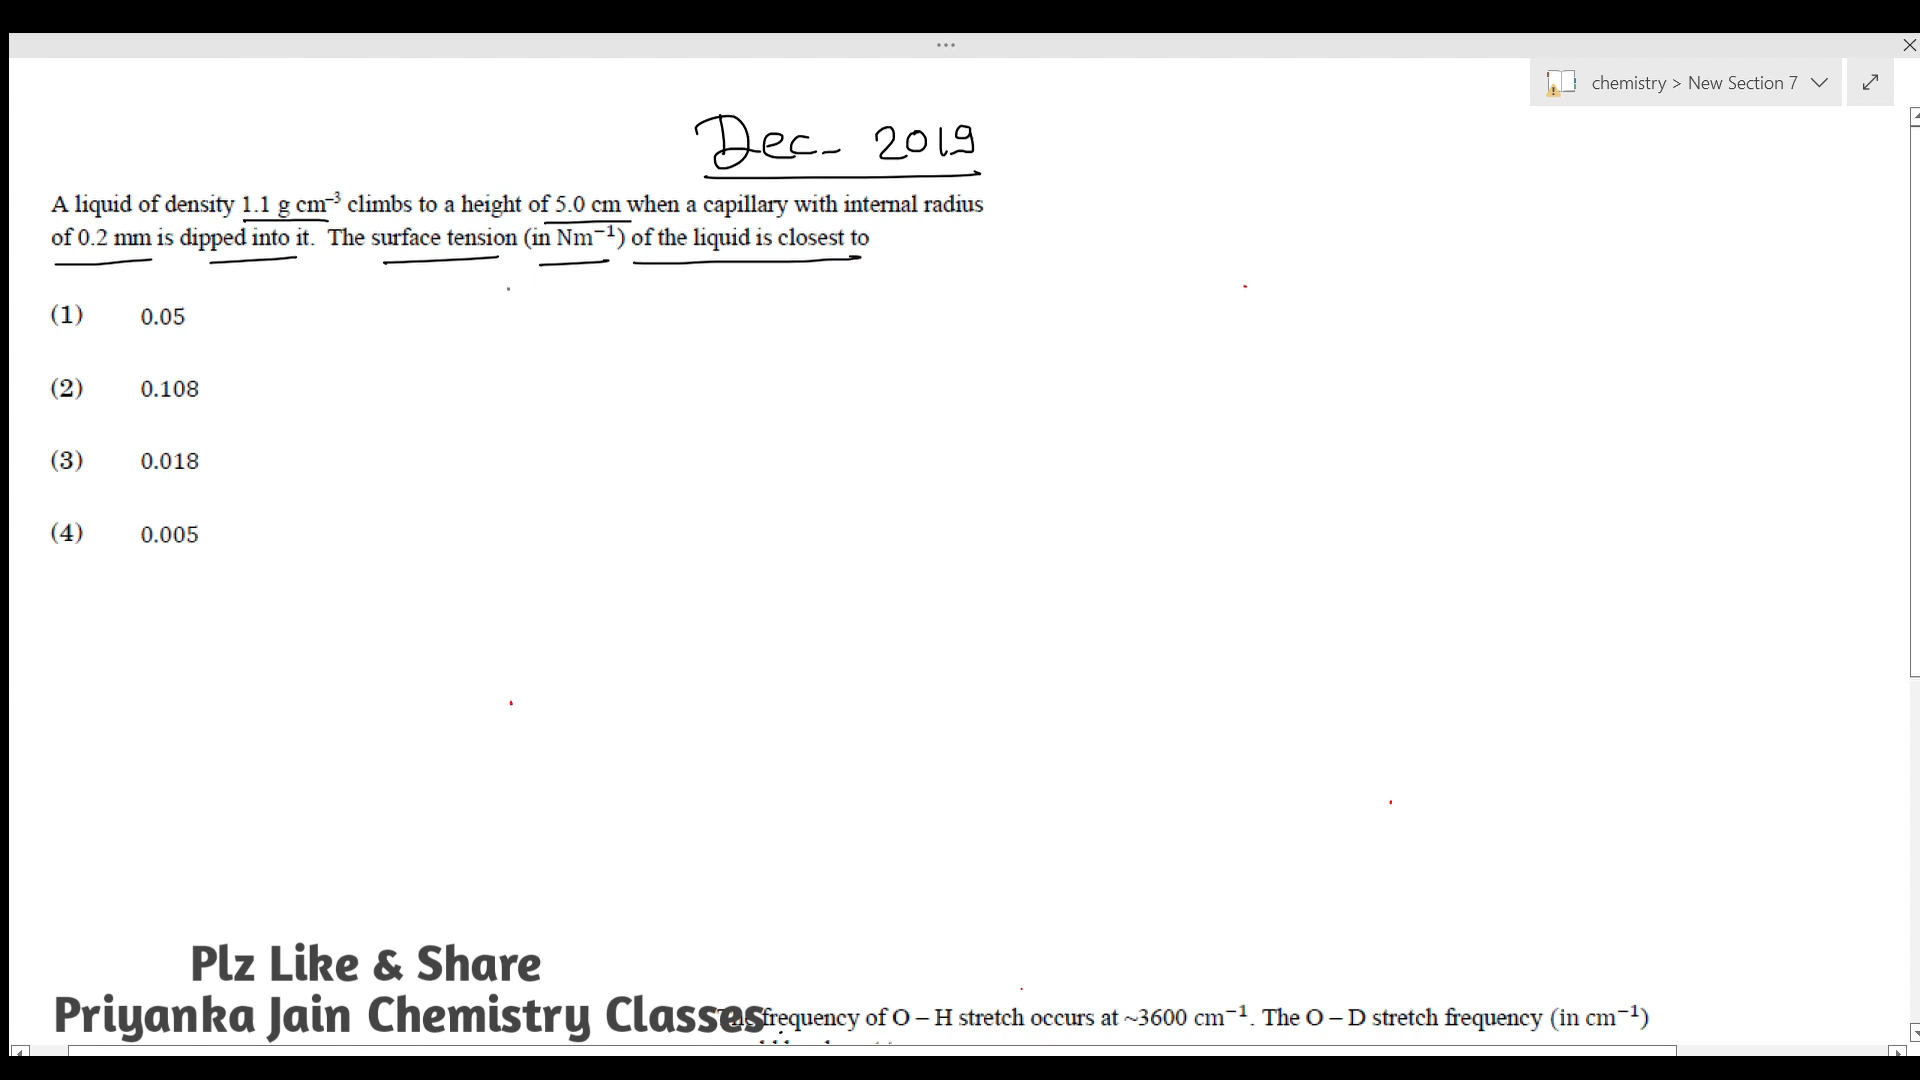 ...
chemistry > New Section 7
Dec- 2019
A liquid of density 1.1 g cm⁻³ climbs to a height of 5.0 cm when a capillary with internal radius
of 0.2 mm is dipped into it. The surface tension (in Nm⁻¹) of the liquid is closest to
(1) 0.05
(2) 0.108
(3) 0.018
(4) 0.005
Plz Like & Share
Priyanka Jain Chemistry Classes
frequency of O – H stretch occurs at ~3600 cm⁻¹. The O – D stretch frequency (in cm⁻¹)